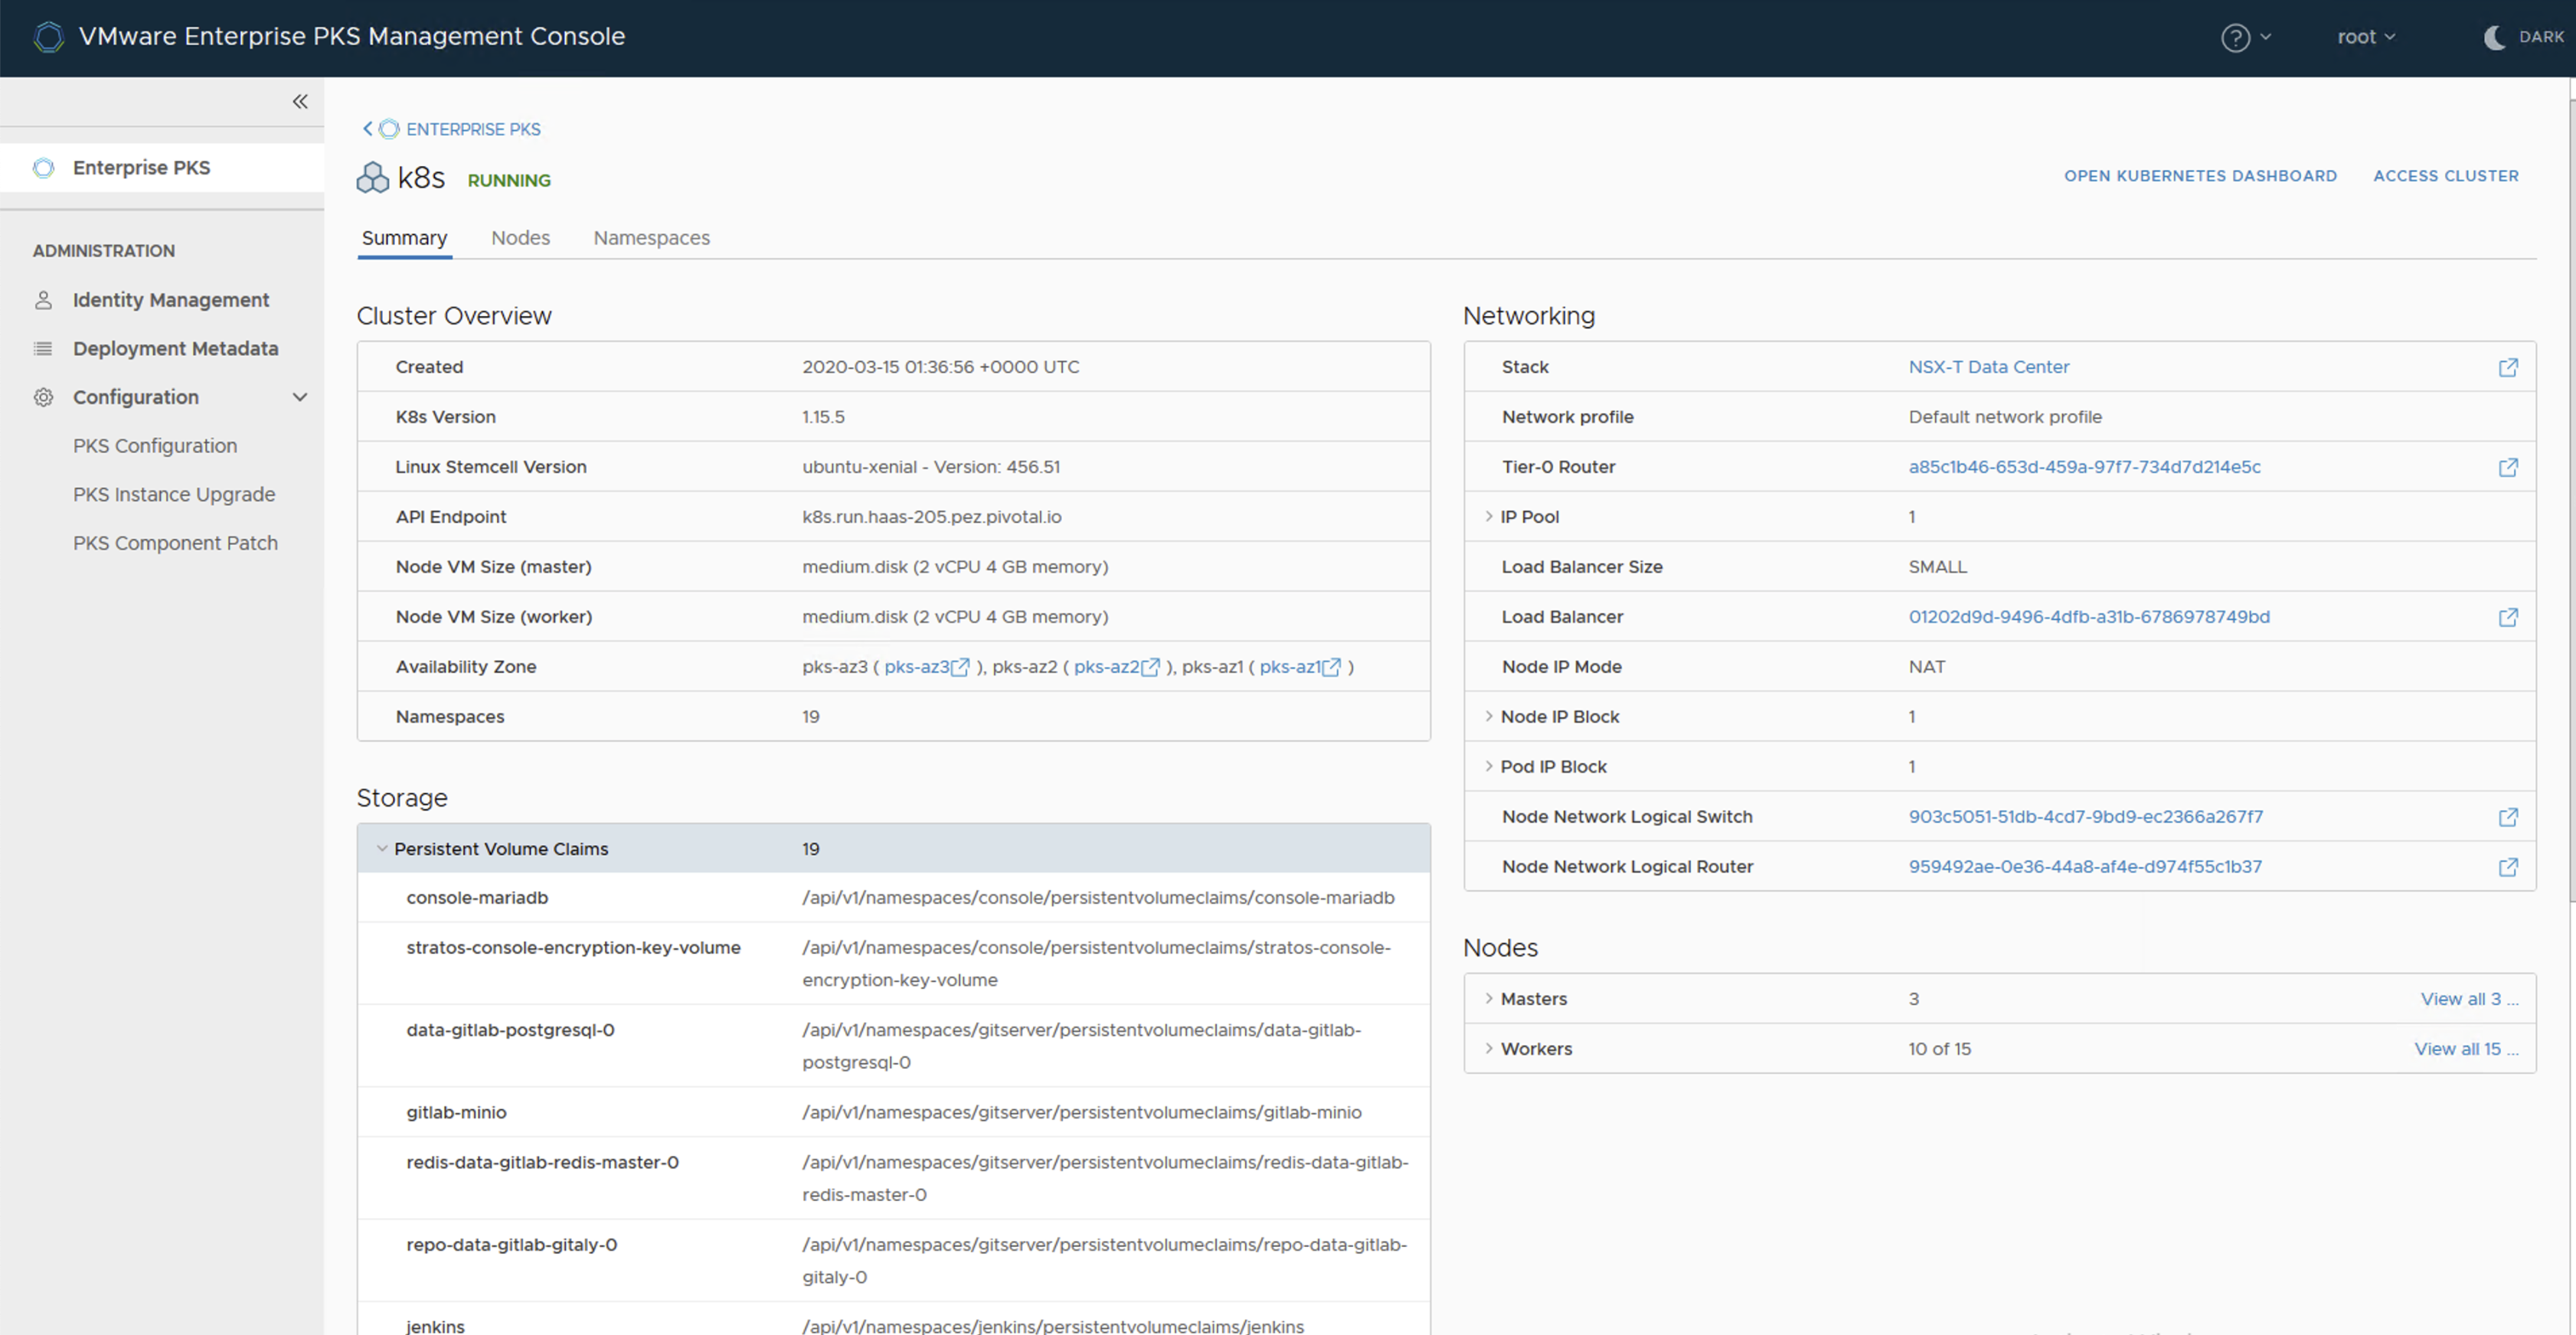 VMware Enterprise PKS Management Console
?
root
DARK
Enterprise PKS
ADMINISTRATION
Identity Management
Deployment Metadata
Configuration
PKS Configuration
PKS Instance Upgrade
PKS Component Patch
ENTERPRISE PKS
k8s RUNNING
OPEN KUBERNETES DASHBOARD
ACCESS CLUSTER
Summary
Nodes
Namespaces
Cluster Overview
Created 2020-03-15 01:36:56 +0000 UTC
K8s Version 1.15.5
Linux Stemcell Version ubuntu-xenial - Version: 456.51
API Endpoint k8s.run.haas-205.pez.pivotal.io
Node VM Size (master) medium.disk (2 vCPU 4 GB memory)
Node VM Size (worker) medium.disk (2 vCPU 4 GB memory)
Availability Zone pks-az3 ( pks-az3 ), pks-az2 ( pks-az2 ), pks-az1 ( pks-az1 )
Namespaces 19
Storage
Persistent Volume Claims 19
console-mariadb /api/v1/namespaces/console/persistentvolumeclaims/console-mariadb
stratos-console-encryption-key-volume /api/v1/namespaces/console/persistentvolumeclaims/stratos-console-
encryption-key-volume
data-gitlab-postgresql-0 /api/v1/namespaces/gitserver/persistentvolumeclaims/data-gitlab-
postgresql-0
gitlab-minio /api/v1/namespaces/gitserver/persistentvolumeclaims/gitlab-minio
redis-data-gitlab-redis-master-0 /api/v1/namespaces/gitserver/persistentvolumeclaims/redis-data-gitlab-
redis-master-0
repo-data-gitlab-gitaly-0 /api/v1/namespaces/gitserver/persistentvolumeclaims/repo-data-gitlab-
gitaly-0
jenkins /api/v1/namespaces/jenkins/persistentvolumeclaims/jenkins
Networking
Stack NSX-T Data Center
Network profile Default network profile
Tier-0 Router a85c1b46-653d-459a-97f7-734d7d214e5c
IP Pool 1
Load Balancer Size SMALL
Load Balancer 01202d9d-9496-4dfb-a31b-6786978749bd
Node IP Mode NAT
Node IP Block 1
Pod IP Block 1
Node Network Logical Switch 903c5051-51db-4cd7-9bd9-ec2366a267f7
Node Network Logical Router 959492ae-0e36-44a8-af4e-d974f55c1b37
Nodes
Masters 3 View all 3 ...
Workers 10 of 15 View all 15 ...